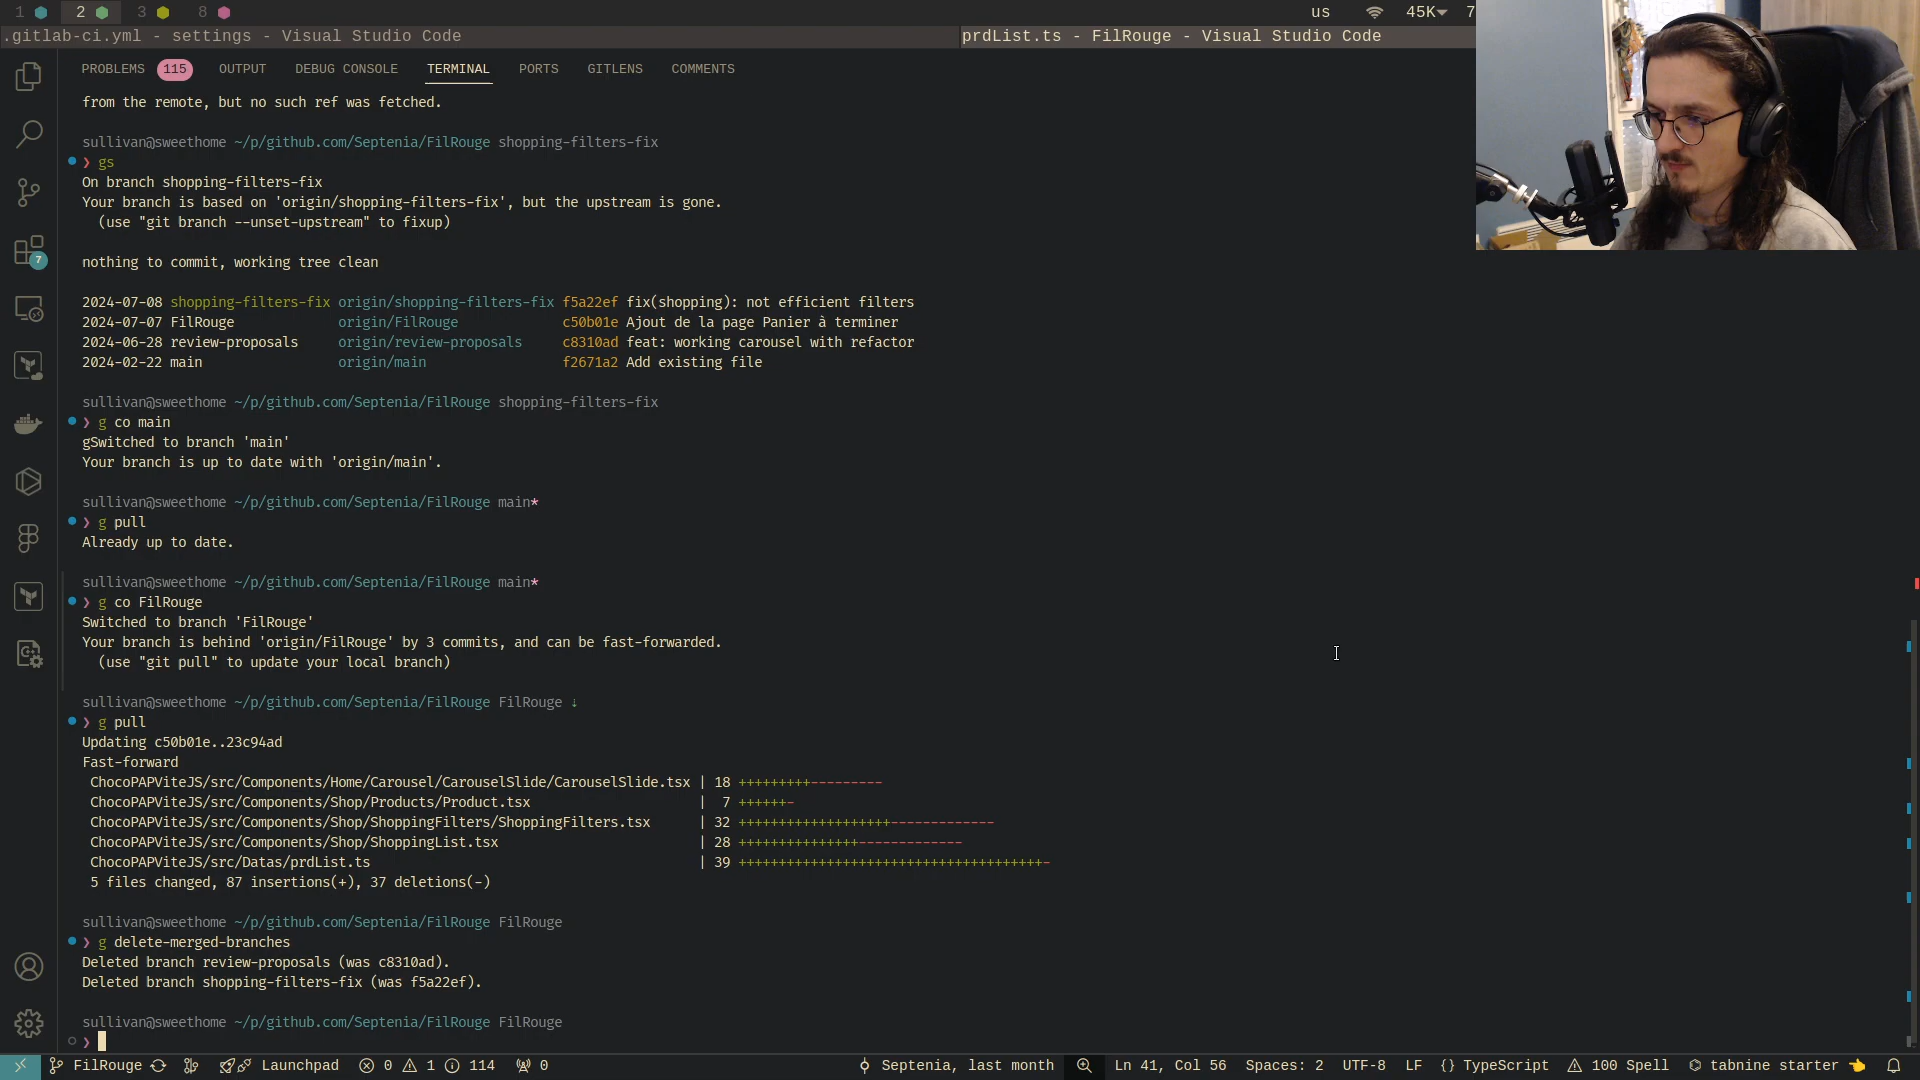 1 2 3 8 us 45K 7
.gitlab-ci.yml - settings - Visual Studio Code
prdList.ts - FilRouge - Visual Studio Code
PROBLEMS 115 OUTPUT DEBUG CONSOLE TERMINAL PORTS GITLENS COMMENTS
from the remote, but no such ref was fetched.
sullivan@sweethome ~/p/github.com/Septenia/FilRouge shopping-filters-fix
❯ gs
On branch shopping-filters-fix
Your branch is based on 'origin/shopping-filters-fix', but the upstream is gone.
(use "git branch --unset-upstream" to fixup)
nothing to commit, working tree clean
2024-07-08 shopping-filters-fix origin/shopping-filters-fix f5a22ef fix(shopping): not efficient filters
2024-07-07 FilRouge origin/FilRouge c50b01e Ajout de la page Panier à terminer
2024-06-28 review-proposals origin/review-proposals c8310ad feat: working carousel with refactor
2024-02-22 main origin/main f2671a2 Add existing file
sullivan@sweethome ~/p/github.com/Septenia/FilRouge shopping-filters-fix
❯ g co main
gSwitched to branch 'main'
Your branch is up to date with 'origin/main'.
sullivan@sweethome ~/p/github.com/Septenia/FilRouge main*
❯ g pull
Already up to date.
sullivan@sweethome ~/p/github.com/Septenia/FilRouge main*
❯ g co FilRouge
Switched to branch 'FilRouge'
Your branch is behind 'origin/FilRouge' by 3 commits, and can be fast-forwarded.
(use "git pull" to update your local branch)
sullivan@sweethome ~/p/github.com/Septenia/FilRouge FilRouge ↓
❯ g pull
Updating c50b01e..23c94ad
Fast-forward
ChocoPAPViteJS/src/Components/Home/Carousel/CarouselSlide/CarouselSlide.tsx | 18 +++++++++---------
ChocoPAPViteJS/src/Components/Shop/Products/Product.tsx | 7 ++++++-
ChocoPAPViteJS/src/Components/Shop/ShoppingFilters/ShoppingFilters.tsx | 32 +++++++++++++++++++-------------
ChocoPAPViteJS/src/Components/Shop/ShoppingList.tsx | 28 +++++++++++++++-------------
ChocoPAPViteJS/src/Datas/prdList.ts | 39 ++++++++++++++++++++++++++++++++++++++-
5 files changed, 87 insertions(+), 37 deletions(-)
sullivan@sweethome ~/p/github.com/Septenia/FilRouge FilRouge
❯ g delete-merged-branches
Deleted branch review-proposals (was c8310ad).
Deleted branch shopping-filters-fix (was f5a22ef).
sullivan@sweethome ~/p/github.com/Septenia/FilRouge FilRouge
❯
7
FilRouge Launchpad 0 1 114 0 Septenia, last month Ln 41, Col 56 Spaces: 2 UTF-8 LF {} TypeScript 100 Spell tabnine starter 👈